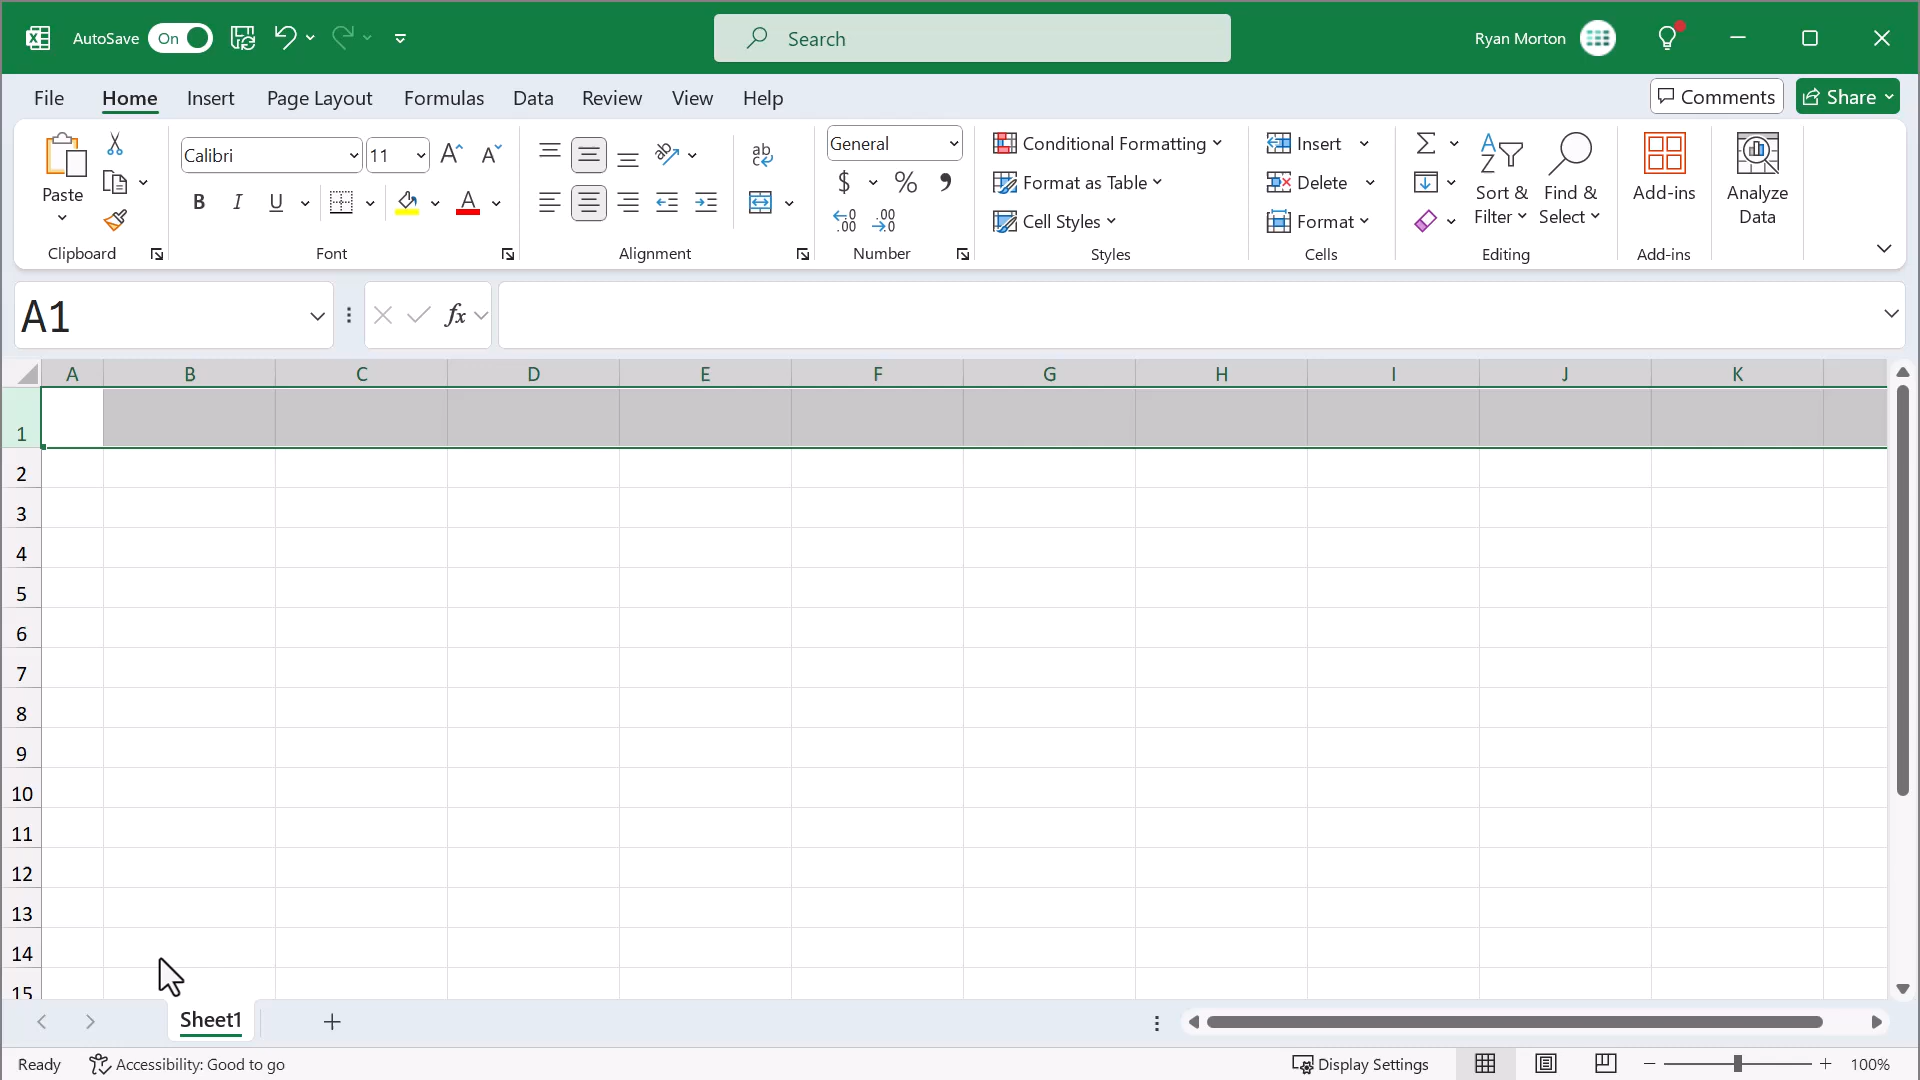 AutoSave On Search Ryan Morton
File Home Insert Page Layout Formulas Data Review View Help Comments Share
Calibri 11 General Conditional Formatting Insert
Paste Format as Table Delete Sort & Filter Find & Select Add-ins Analyze Data
B I U A $ % Cell Styles Format
Clipboard Font Alignment Number Styles Cells Editing Add-ins
A1 fx
A B C D E F G H I J K
1
2
3
4
5
6
7
8
9
10
11
12
13
14
15
Sheet1
Ready Accessibility: Good to go Display Settings 100%